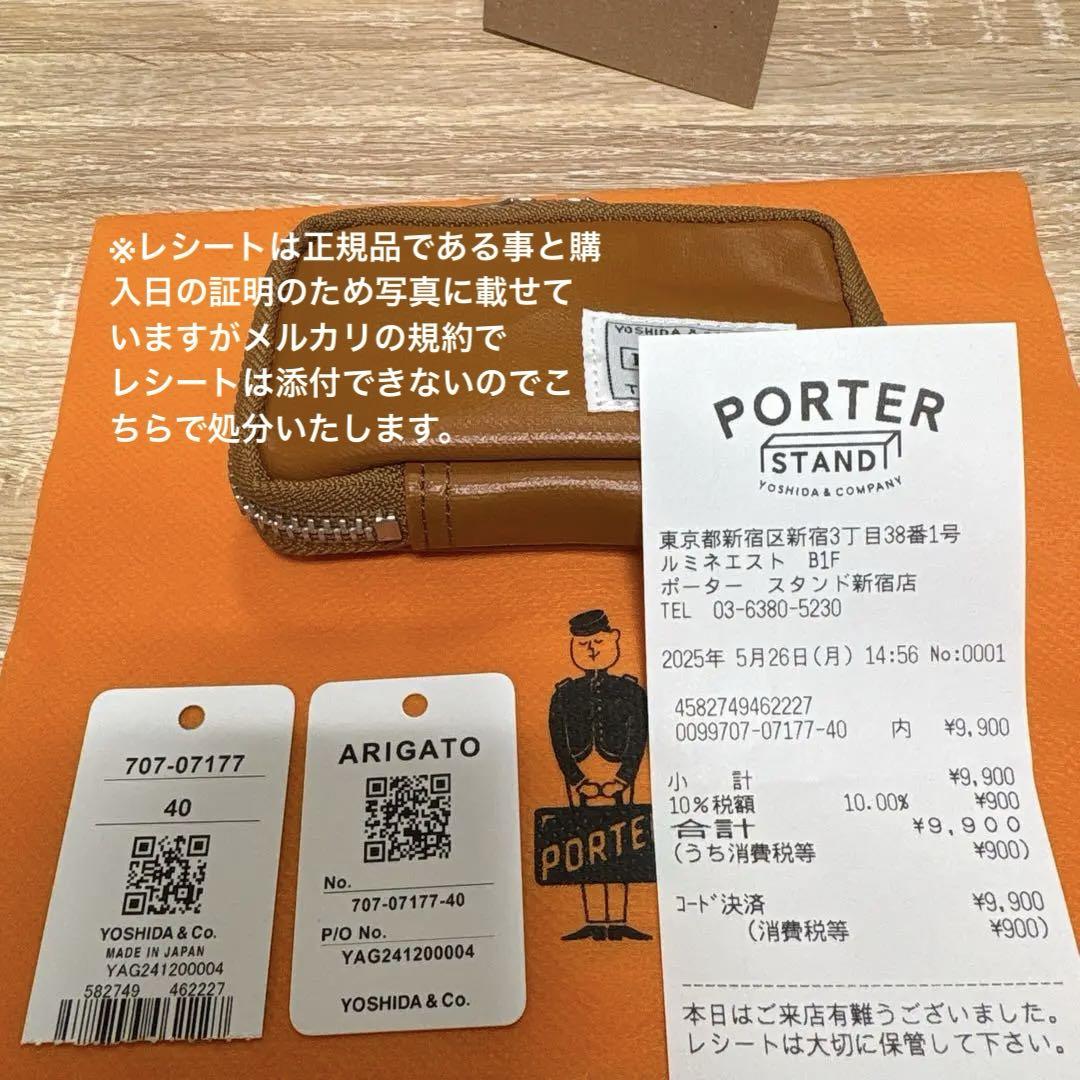 ※レシートは正規品である事と購
入日の証明のため写真に載せて
いますがメルカリの規約で
レシートは添付できないのでこ
ちらで処分いたします。
YOSHIDA &
PORTER
STAND
YOSHIDA & COMPANY
東京都新宿区新宿3丁目38番1号
ルミネエスト B1F
ポーター スタンド新宿店
TEL 03-6380-5230
2025年 5月26日(月) 14:56 No:0001
4582749462227
0099707-07177-40 内 ¥9,900
小 計 ¥9,900
10%税額 10.00% ¥900
合計 ¥9,900
(うち消費税等 ¥900)
コード決済 ¥9,900
(消費税等 ¥900)
本日はご来店有難うございました。
レシートは大切に保管して下さい。
707-07177
40
YOSHIDA & Co.
MADE IN JAPAN
YAG241200004
582749 462227
ARIGATO
No.
707-07177-40
P/O No.
YAG241200004
YOSHIDA & Co.
PORTE